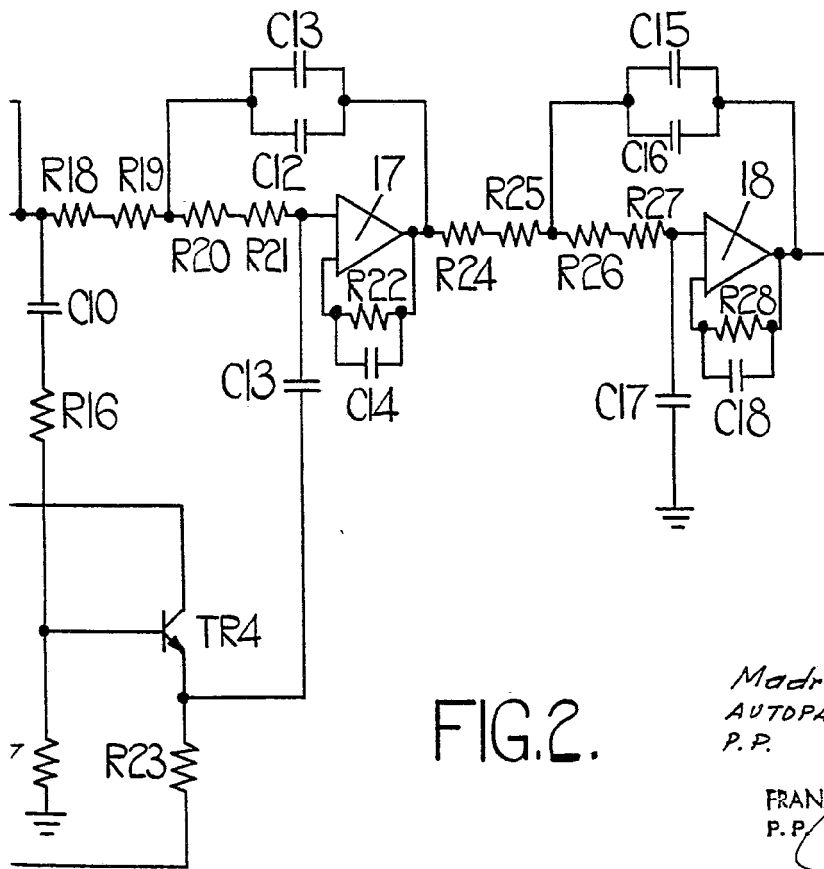 C13
C15
C12
C16
17
18
R18
R19
R20
R21
R25
R27
R24
R26
R22
R28
C10
C13
C14
C17
C18
R16
TR4
R23
7
FIG.2.
Madr
AUTOPA
P.P.
FRAN
P.P.